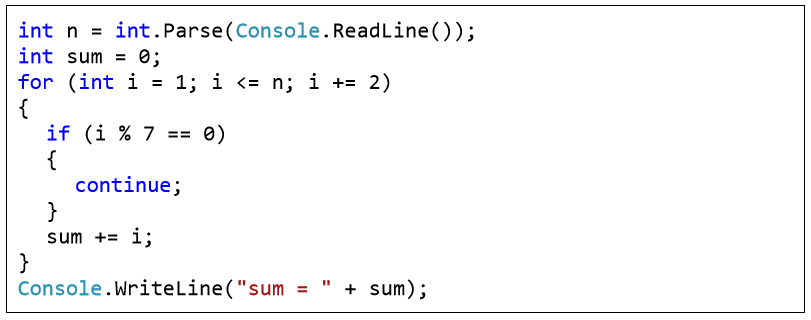 int n = int.Parse(Console.ReadLine());
int sum = 0;
for (int i = 1; i <= n; i += 2)
{
if (i % 7 == 0)
{
continue;
}
sum += i;
}
Console.WriteLine("sum = " + sum);